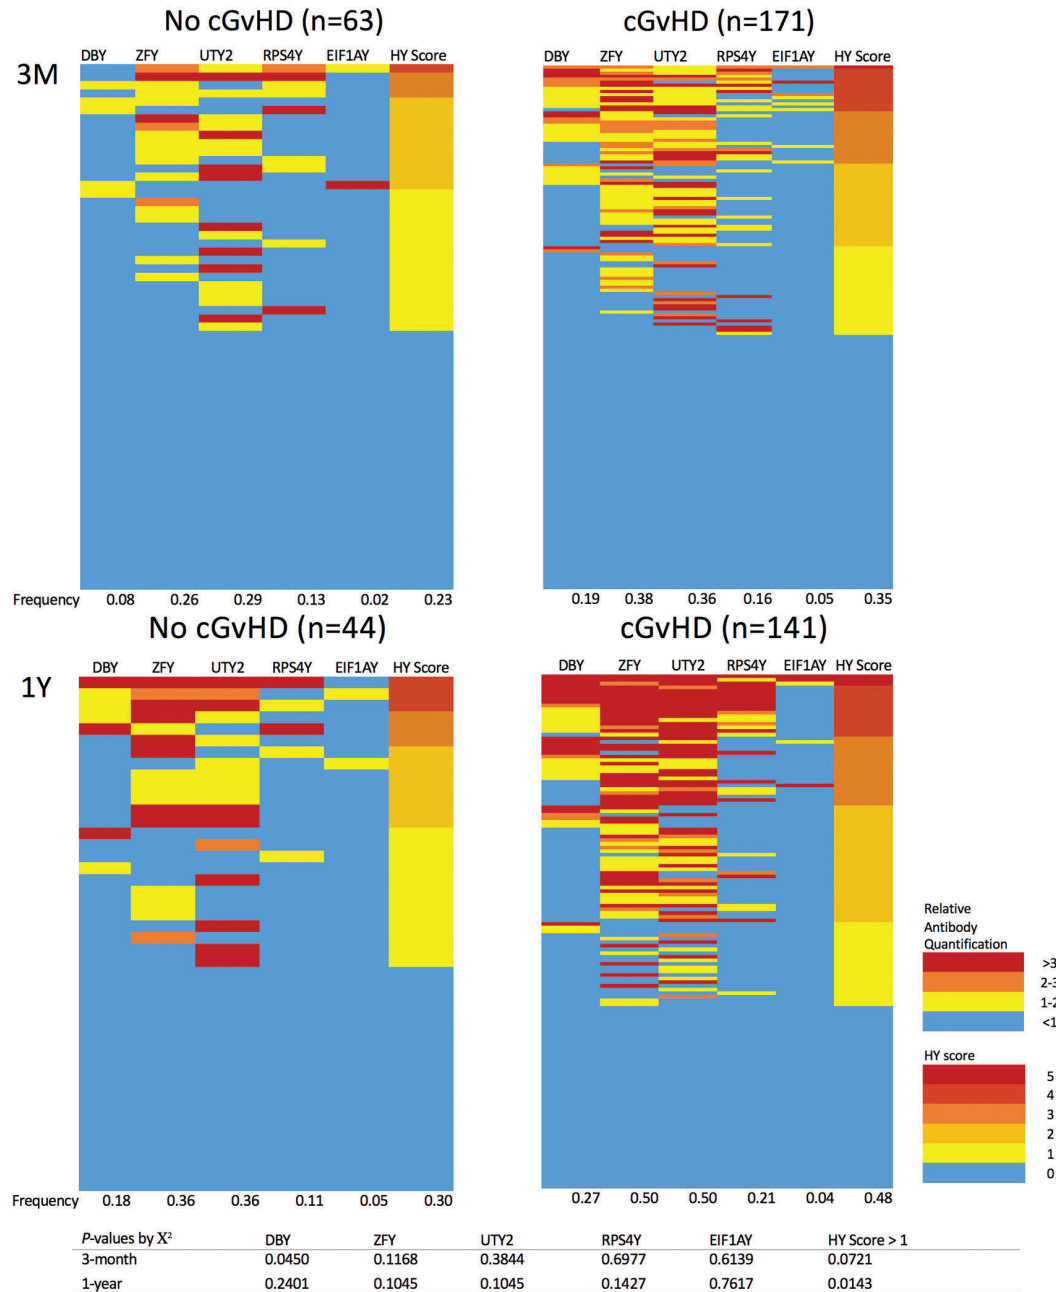 No cGvHD (n=63)
cGvHD (n=171)
3M
DBY ZFY UTY2 RPS4Y EIF1AY HY Score
DBY ZFY UTY2 RPS4Y EIF1AY HY Score
Frequency 0.08 0.26 0.29 0.13 0.02 0.23
0.19 0.38 0.36 0.16 0.05 0.35
No cGvHD (n=44)
cGvHD (n=141)
1Y
DBY ZFY UTY2 RPS4Y EIF1AY HY Score
DBY ZFY UTY2 RPS4Y EIF1AY HY Score
Relative
Antibody
Quantification
>3
2-3
1-2
<1
HY score
5
4
3
2
1
0
Frequency 0.18 0.36 0.36 0.11 0.05 0.30
0.27 0.50 0.50 0.21 0.04 0.48
P-values by X² DBY ZFY UTY2 RPS4Y EIF1AY HY Score > 1
3-month 0.0450 0.1168 0.3844 0.6977 0.6139 0.0721
1-year 0.2401 0.1045 0.1045 0.1427 0.7617 0.0143